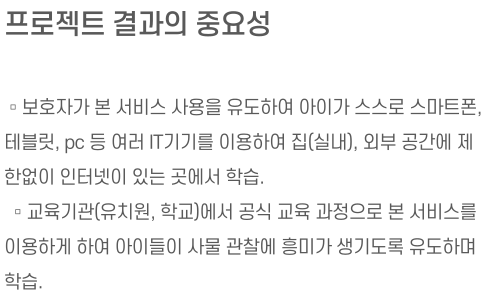 프로젝트 결과의 중요성
▫ 보호자가 본 서비스 사용을 유도하여 아이가 스스로 스마트폰,
테블릿, pc 등 여러 IT기기를 이용하여 집(실내), 외부 공간에 제
한없이 인터넷이 있는 곳에서 학습.
▫ 교육기관(유치원, 학교)에서 공식 교육 과정으로 본 서비스를
이용하게 하여 아이들이 사물 관찰에 흥미가 생기도록 유도하며
학습.